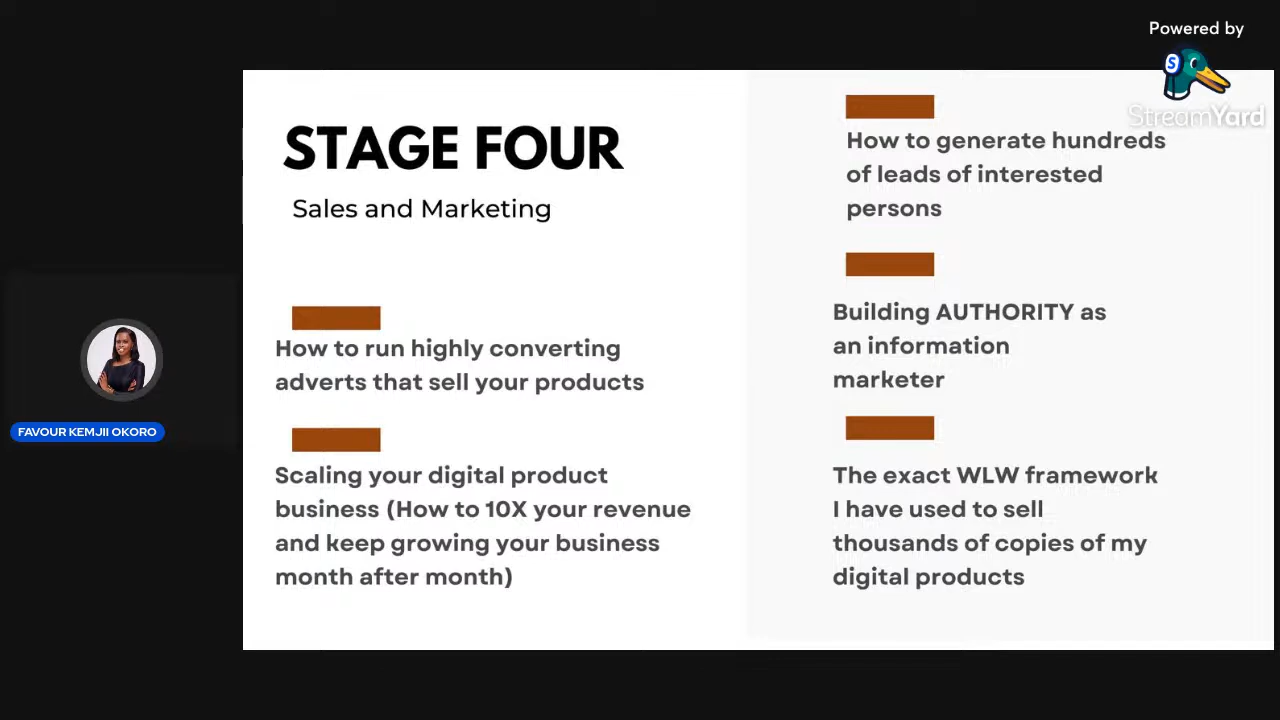 Powered by
StreamYard
STAGE FOUR
Sales and Marketing
How to run highly converting
adverts that sell your products
Scaling your digital product
business (How to 10X your revenue
and keep growing your business
month after month)
How to generate hundreds
of leads of interested
persons
Building AUTHORITY as
an information
marketer
The exact WLW framework
I have used to sell
thousands of copies of my
digital products
FAVOUR KEMJII OKORO